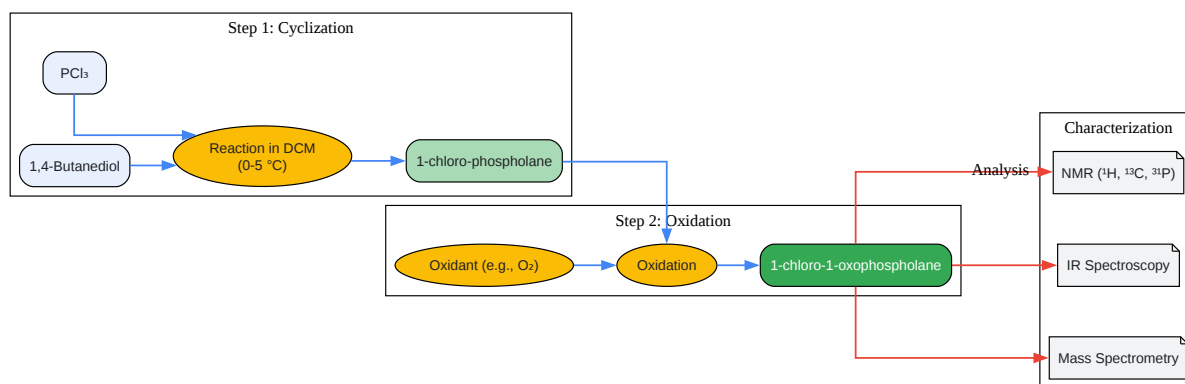 Step 1: Cyclization
PCl₃
1,4-Butanediol
Reaction in DCM
(0-5 °C)
1-chloro-phospholane
Step 2: Oxidation
Oxidant (e.g., O₂)
Oxidation
1-chloro-1-oxophospholane
Analysis
Characterization
NMR (¹H, ¹³C, ³¹P)
IR Spectroscopy
Mass Spectrometry